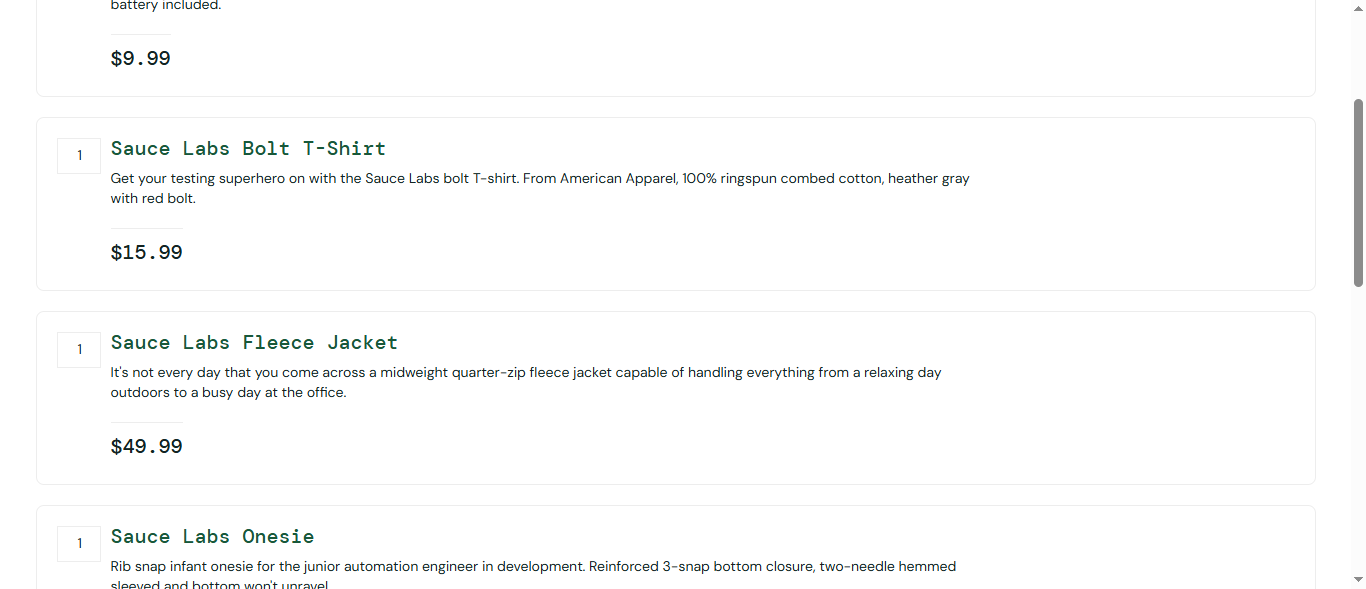 battery included.
$9.99
1
Sauce Labs Bolt T-Shirt
Get your testing superhero on with the Sauce Labs bolt T-shirt. From American Apparel, 100% ringspun combed cotton, heather gray
with red bolt.
$15.99
1
Sauce Labs Fleece Jacket
It's not every day that you come across a midweight quarter-zip fleece jacket capable of handling everything from a relaxing day
outdoors to a busy day at the office.
$49.99
1
Sauce Labs Onesie
Rib snap infant onesie for the junior automation engineer in development. Reinforced 3-snap bottom closure, two-needle hemmed
sleeved and bottom won't unravel.